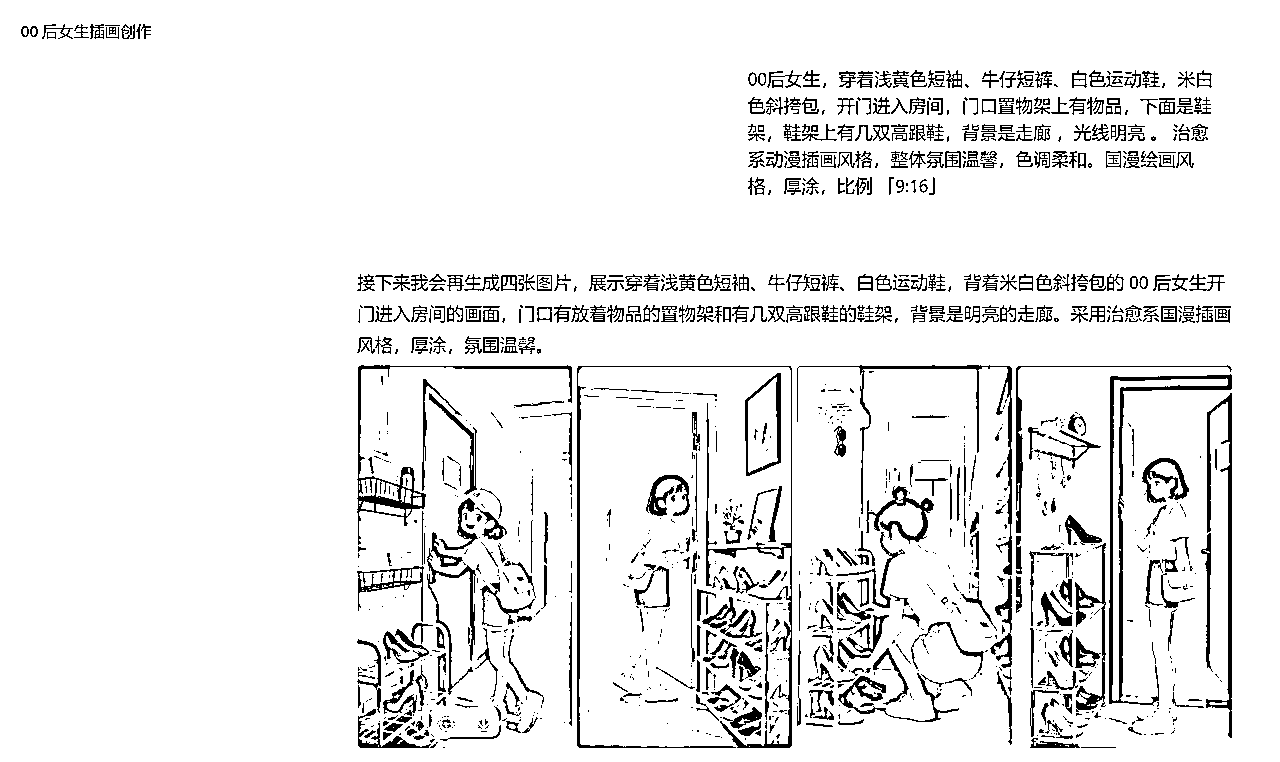 00 后女生插画创作
00后女生，穿着浅黄色短袖、牛仔短裤、白色运动鞋，米白
色斜挎包，开门进入房间，门口置物架上有物品，下面是鞋
架，鞋架上有几双高跟鞋，背景是走廊 ，光线明亮 。 治愈
系动漫插画风格，整体氛围温馨，色调柔和。国漫绘画风
格，厚涂，比例 「9:16」
接下来我会再生成四张图片，展示穿着浅黄色短袖、牛仔短裤、白色运动鞋，背着米白色斜挎包的 00 后女生开
门进入房间的画面，门口有放着物品的置物架和有几双高跟鞋的鞋架，背景是明亮的走廊。采用治愈系国漫插画
风格，厚涂，氛围温馨。